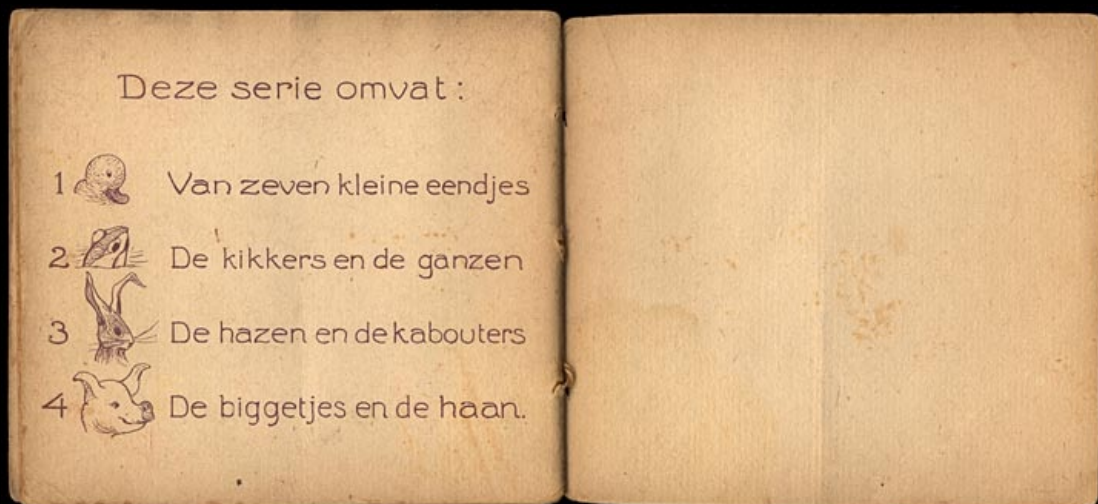 Deze serie omvat:
1 Van zeven kleine eendjes
2 De kikkers en de ganzen
3 De hazen en de kabouters
4 De biggetjes en de haan.